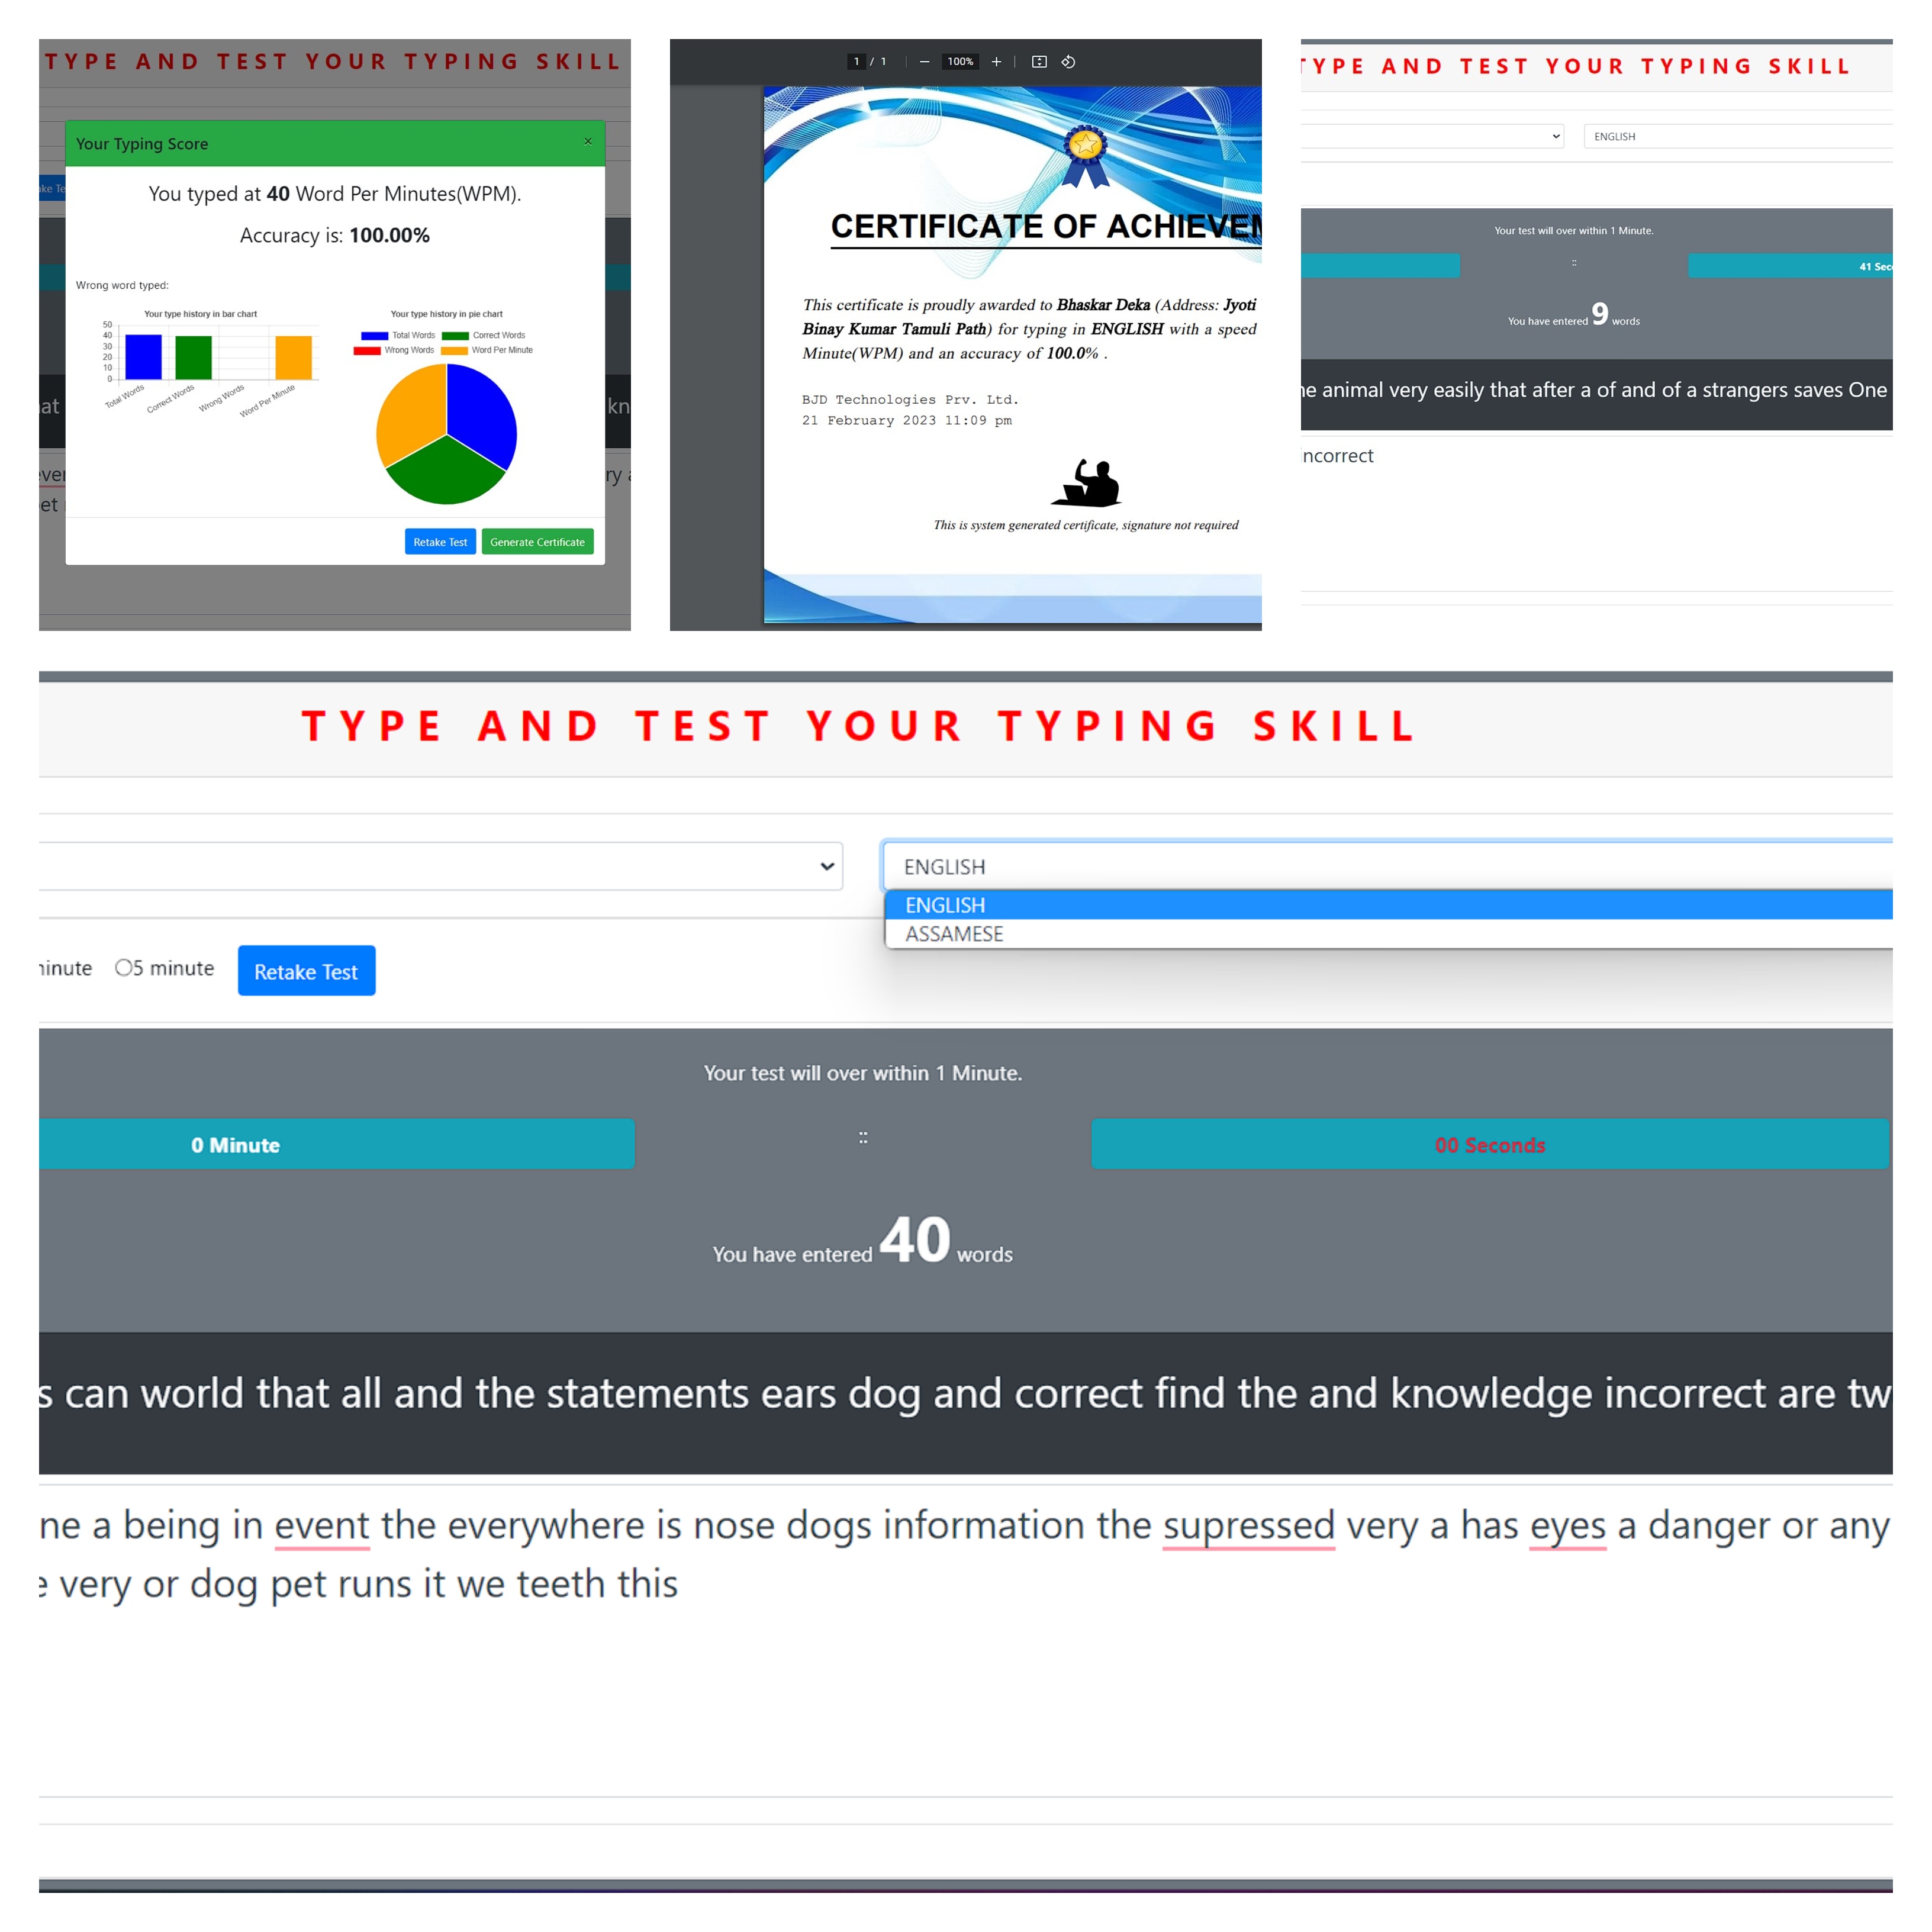 TYPE AND TEST YOUR TYPING SKILL
Your Typing Score ×
You typed at 40 Word Per Minutes(WPM).
Accuracy is: 100.00%
Wrong word typed:
Your type history in bar chart
50
40
30
20
10
0
Total Words
Correct Words
Wrong Words
Word Per Minute
Your type history in pie chart
Total Words Correct Words
Wrong Words Word Per Minute
Retake Test Generate Certificate
ke Te
at
kn
ever
ry
et
1 / 1 — 100% +
CERTIFICATE OF ACHIEVEM
This certificate is proudly awarded to Bhaskar Deka (Address: Jyoti
Binay Kumar Tamuli Path) for typing in ENGLISH with a speed
Minute(WPM) and an accuracy of 100.0% .
BJD Technologies Prv. Ltd.
21 February 2023 11:09 pm
This is system generated certificate, signature not required
TYPE AND TEST YOUR TYPING SKILL
ENGLISH
Your test will over within 1 Minute.
:: 41 Sec
You have entered 9 words
ne animal very easily that after a of and of a strangers saves One
incorrect
TYPE AND TEST YOUR TYPING SKILL
ENGLISH
ENGLISH
ASSAMESE
minute 5 minute Retake Test
Your test will over within 1 Minute.
0 Minute :: 00 Seconds
You have entered 40 words
s can world that all and the statements ears dog and correct find the and knowledge incorrect are tw
ne a being in event the everywhere is nose dogs information the supressed very a has eyes a danger or any
e very or dog pet runs it we teeth this